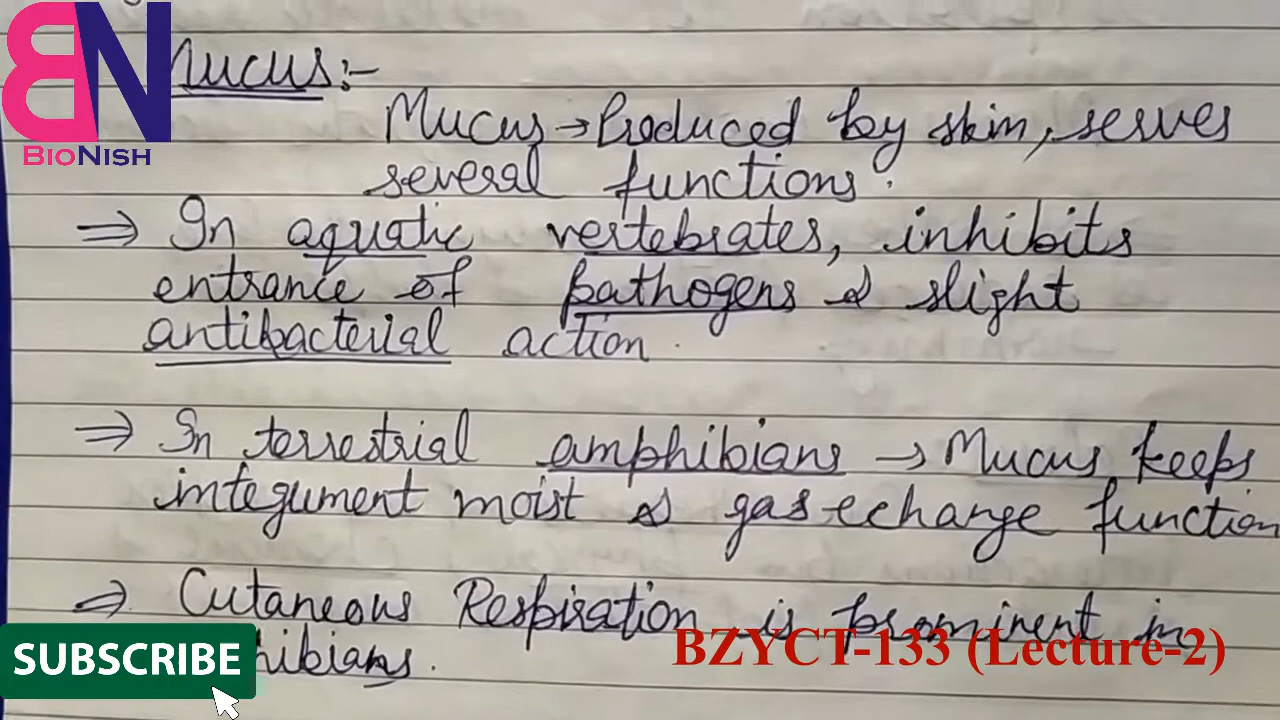 BN
BIONISH
Mucus:-
Mucus → Produced by skin, serves
several functions.
⇒ In aquatic vertebrates, inhibits
entrance of pathogens & slight
antibacterial action.
⇒ In terrestrial amphibians → Mucus keeps
integument moist & gas echange function
⇒ Cutaneous Respiration is prominent in
hibians.
SUBSCRIBE
BZYCT-133 (Lecture-2)